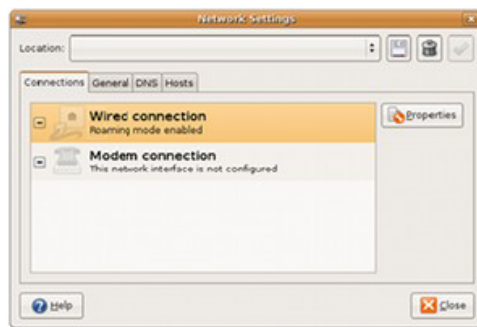 Network Settings
Location:
Connections General DNS Hosts
Wired connection
Roaming mode enabled
Properties
Modem connection
This network interface is not configured
Help
Close